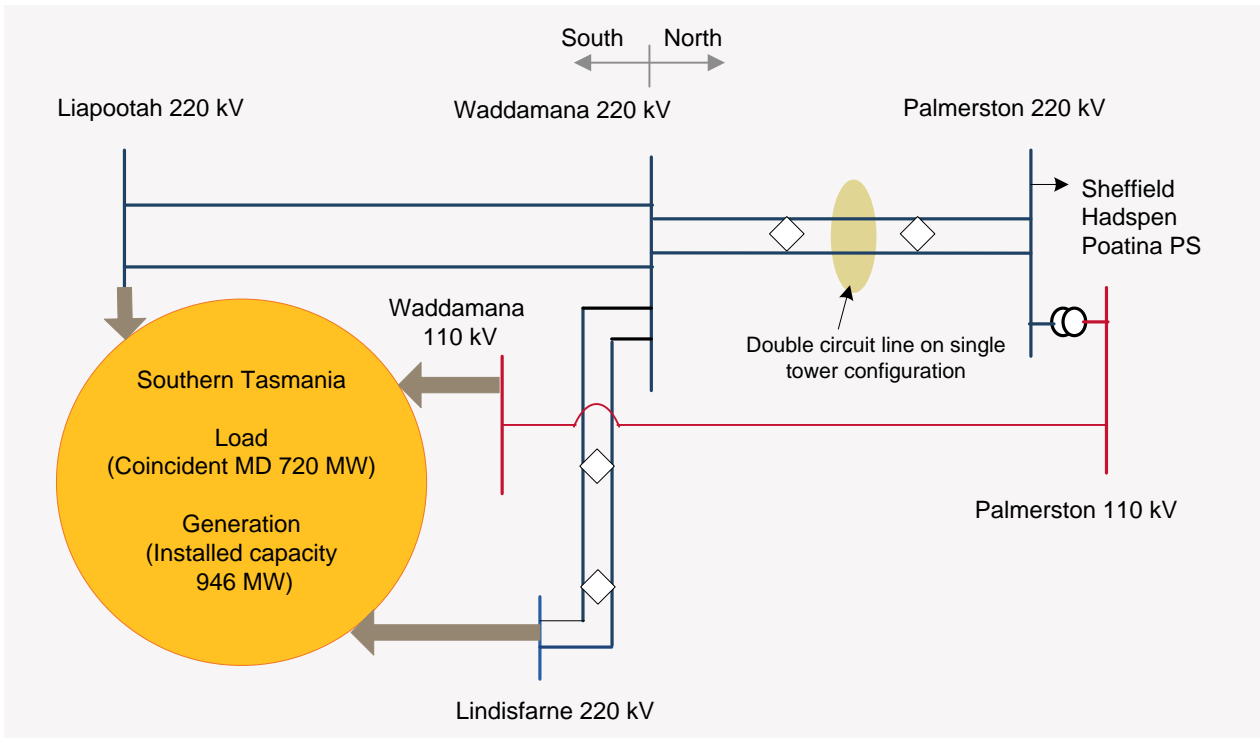 South North
Liapootah 220 kV
Waddamana 220 kV
Palmerston 220 kV
Sheffield
Hadspen
Poatina PS
Waddamana
110 kV
Double circuit line on single
tower configuration
Southern Tasmania
Load
(Coincident MD 720 MW)
Generation
(Installed capacity
946 MW)
Palmerston 110 kV
Lindisfarne 220 kV